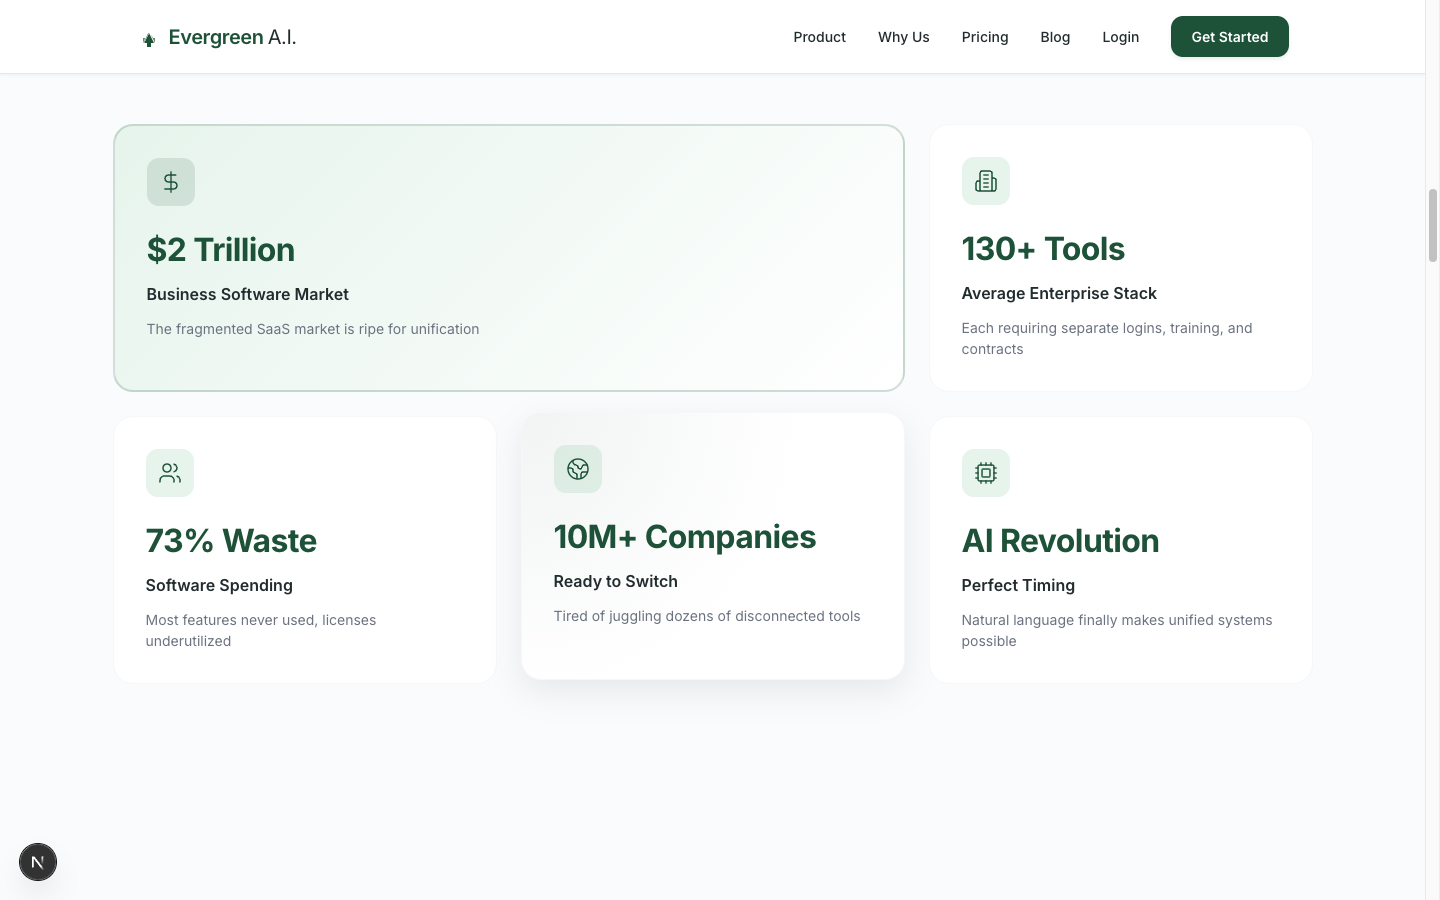 Evergreen A.I.
Product
Why Us
Pricing
Blog
Login
Get Started
$2 Trillion
Business Software Market
The fragmented SaaS market is ripe for unification
130+ Tools
Average Enterprise Stack
Each requiring separate logins, training, and
contracts
73% Waste
Software Spending
Most features never used, licenses
underutilized
10M+ Companies
Ready to Switch
Tired of juggling dozens of disconnected tools
AI Revolution
Perfect Timing
Natural language finally makes unified systems
possible
N